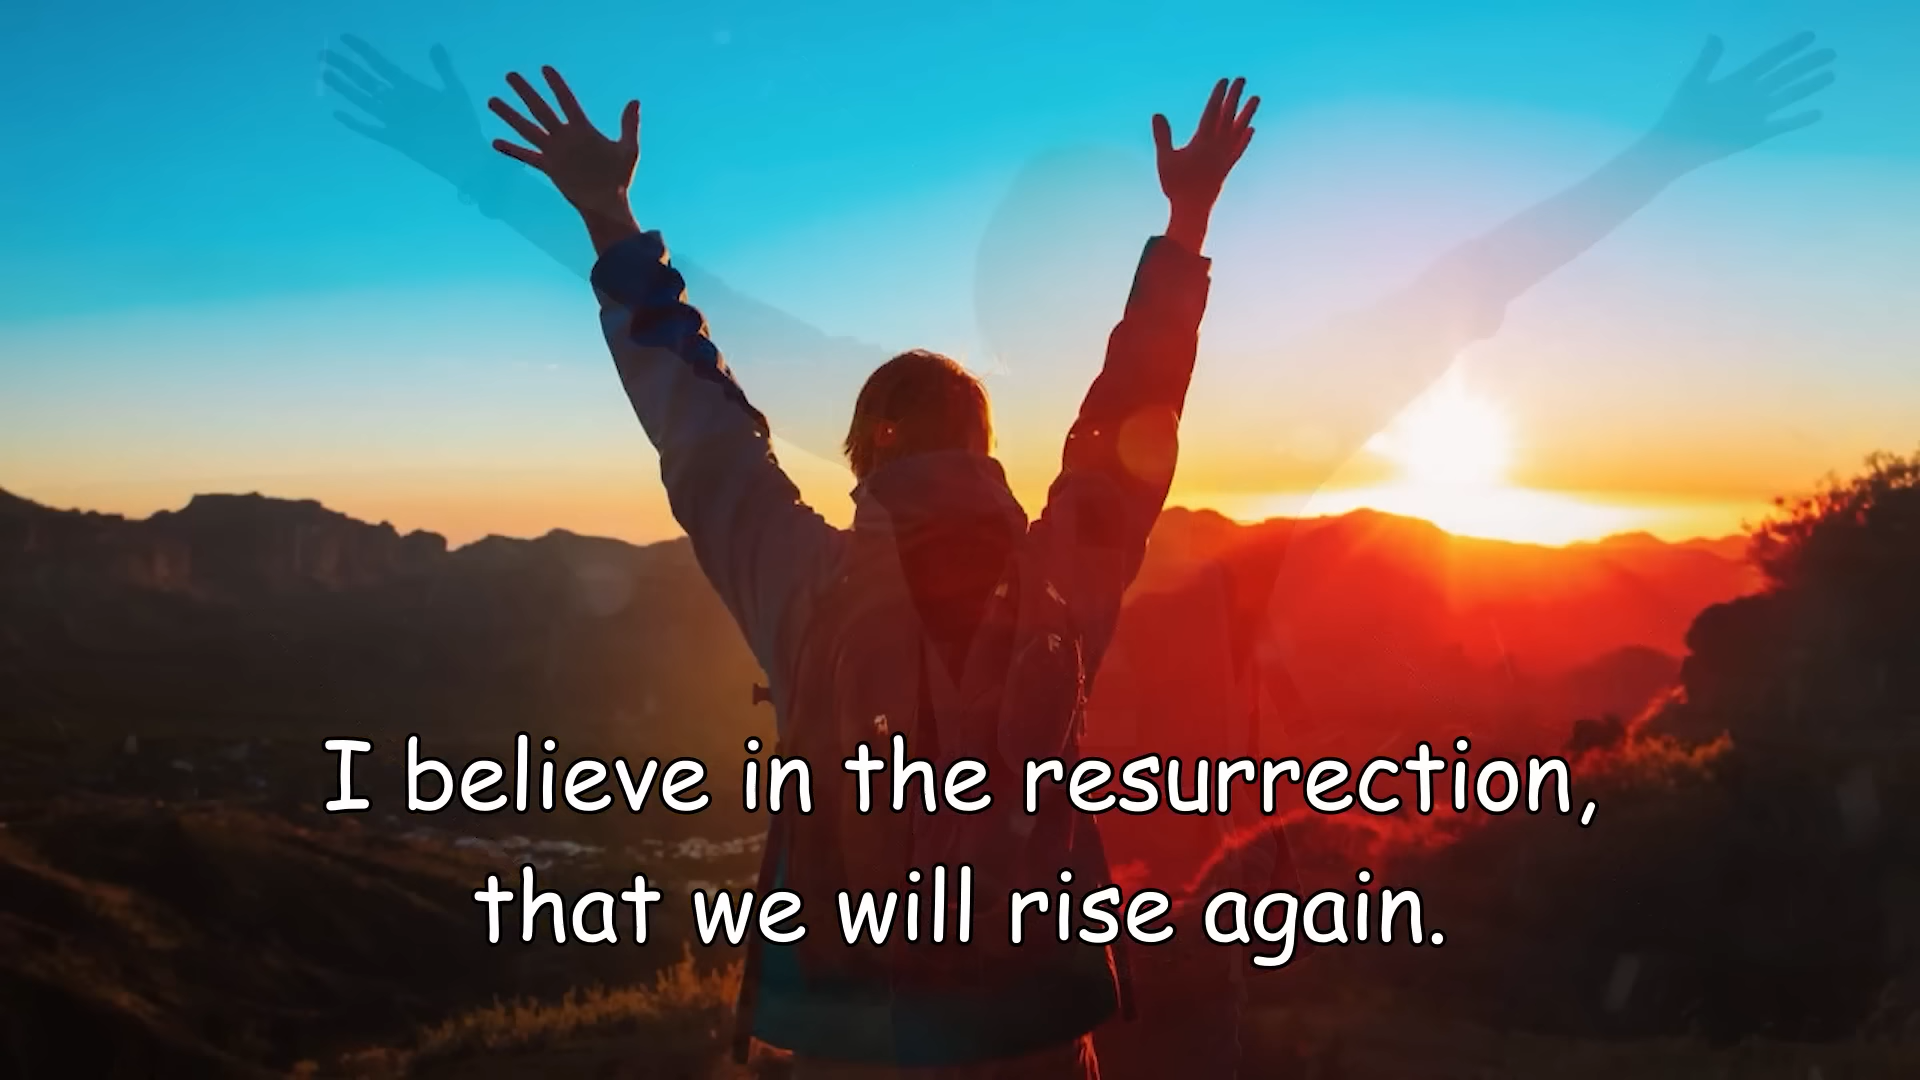 I believe in the resurrection,
that we will rise again.